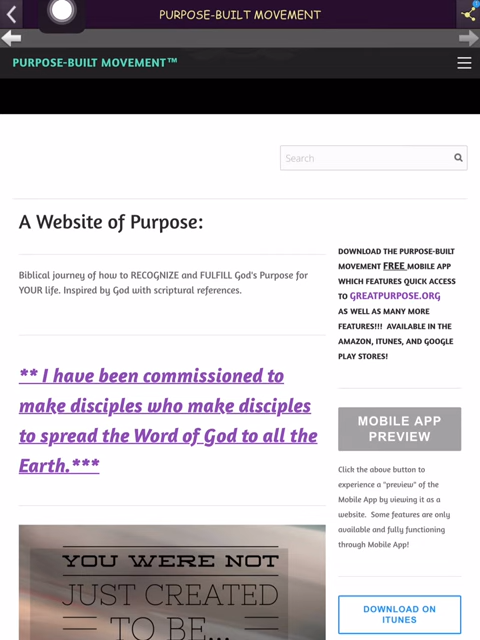 PURPOSE-BUILT MOVEMENT
PURPOSE-BUILT MOVEMENT™
Search
A Website of Purpose:
Biblical journey of how to RECOGNIZE and FULFILL God's Purpose for
YOUR life. Inspired by God with scriptural references.
** I have been commissioned to
make disciples who make disciples
to spread the Word of God to all the
Earth.***
YOU WERE NOT
JUST CREATED
TO BE...
DOWNLOAD THE PURPOSE-BUILT
MOVEMENT FREE MOBILE APP
WHICH FEATURES QUICK ACCESS
TO GREATPURPOSE.ORG
AS WELL AS MANY MORE
FEATURES!!! AVAILABLE IN THE
AMAZON, ITUNES, AND GOOGLE
PLAY STORES!
MOBILE APP
PREVIEW
Click the above button to
experience a "preview" of the
Mobile App by viewing it as a
website. Some features are only
available and fully functioning
through Mobile App!
DOWNLOAD ON
ITUNES